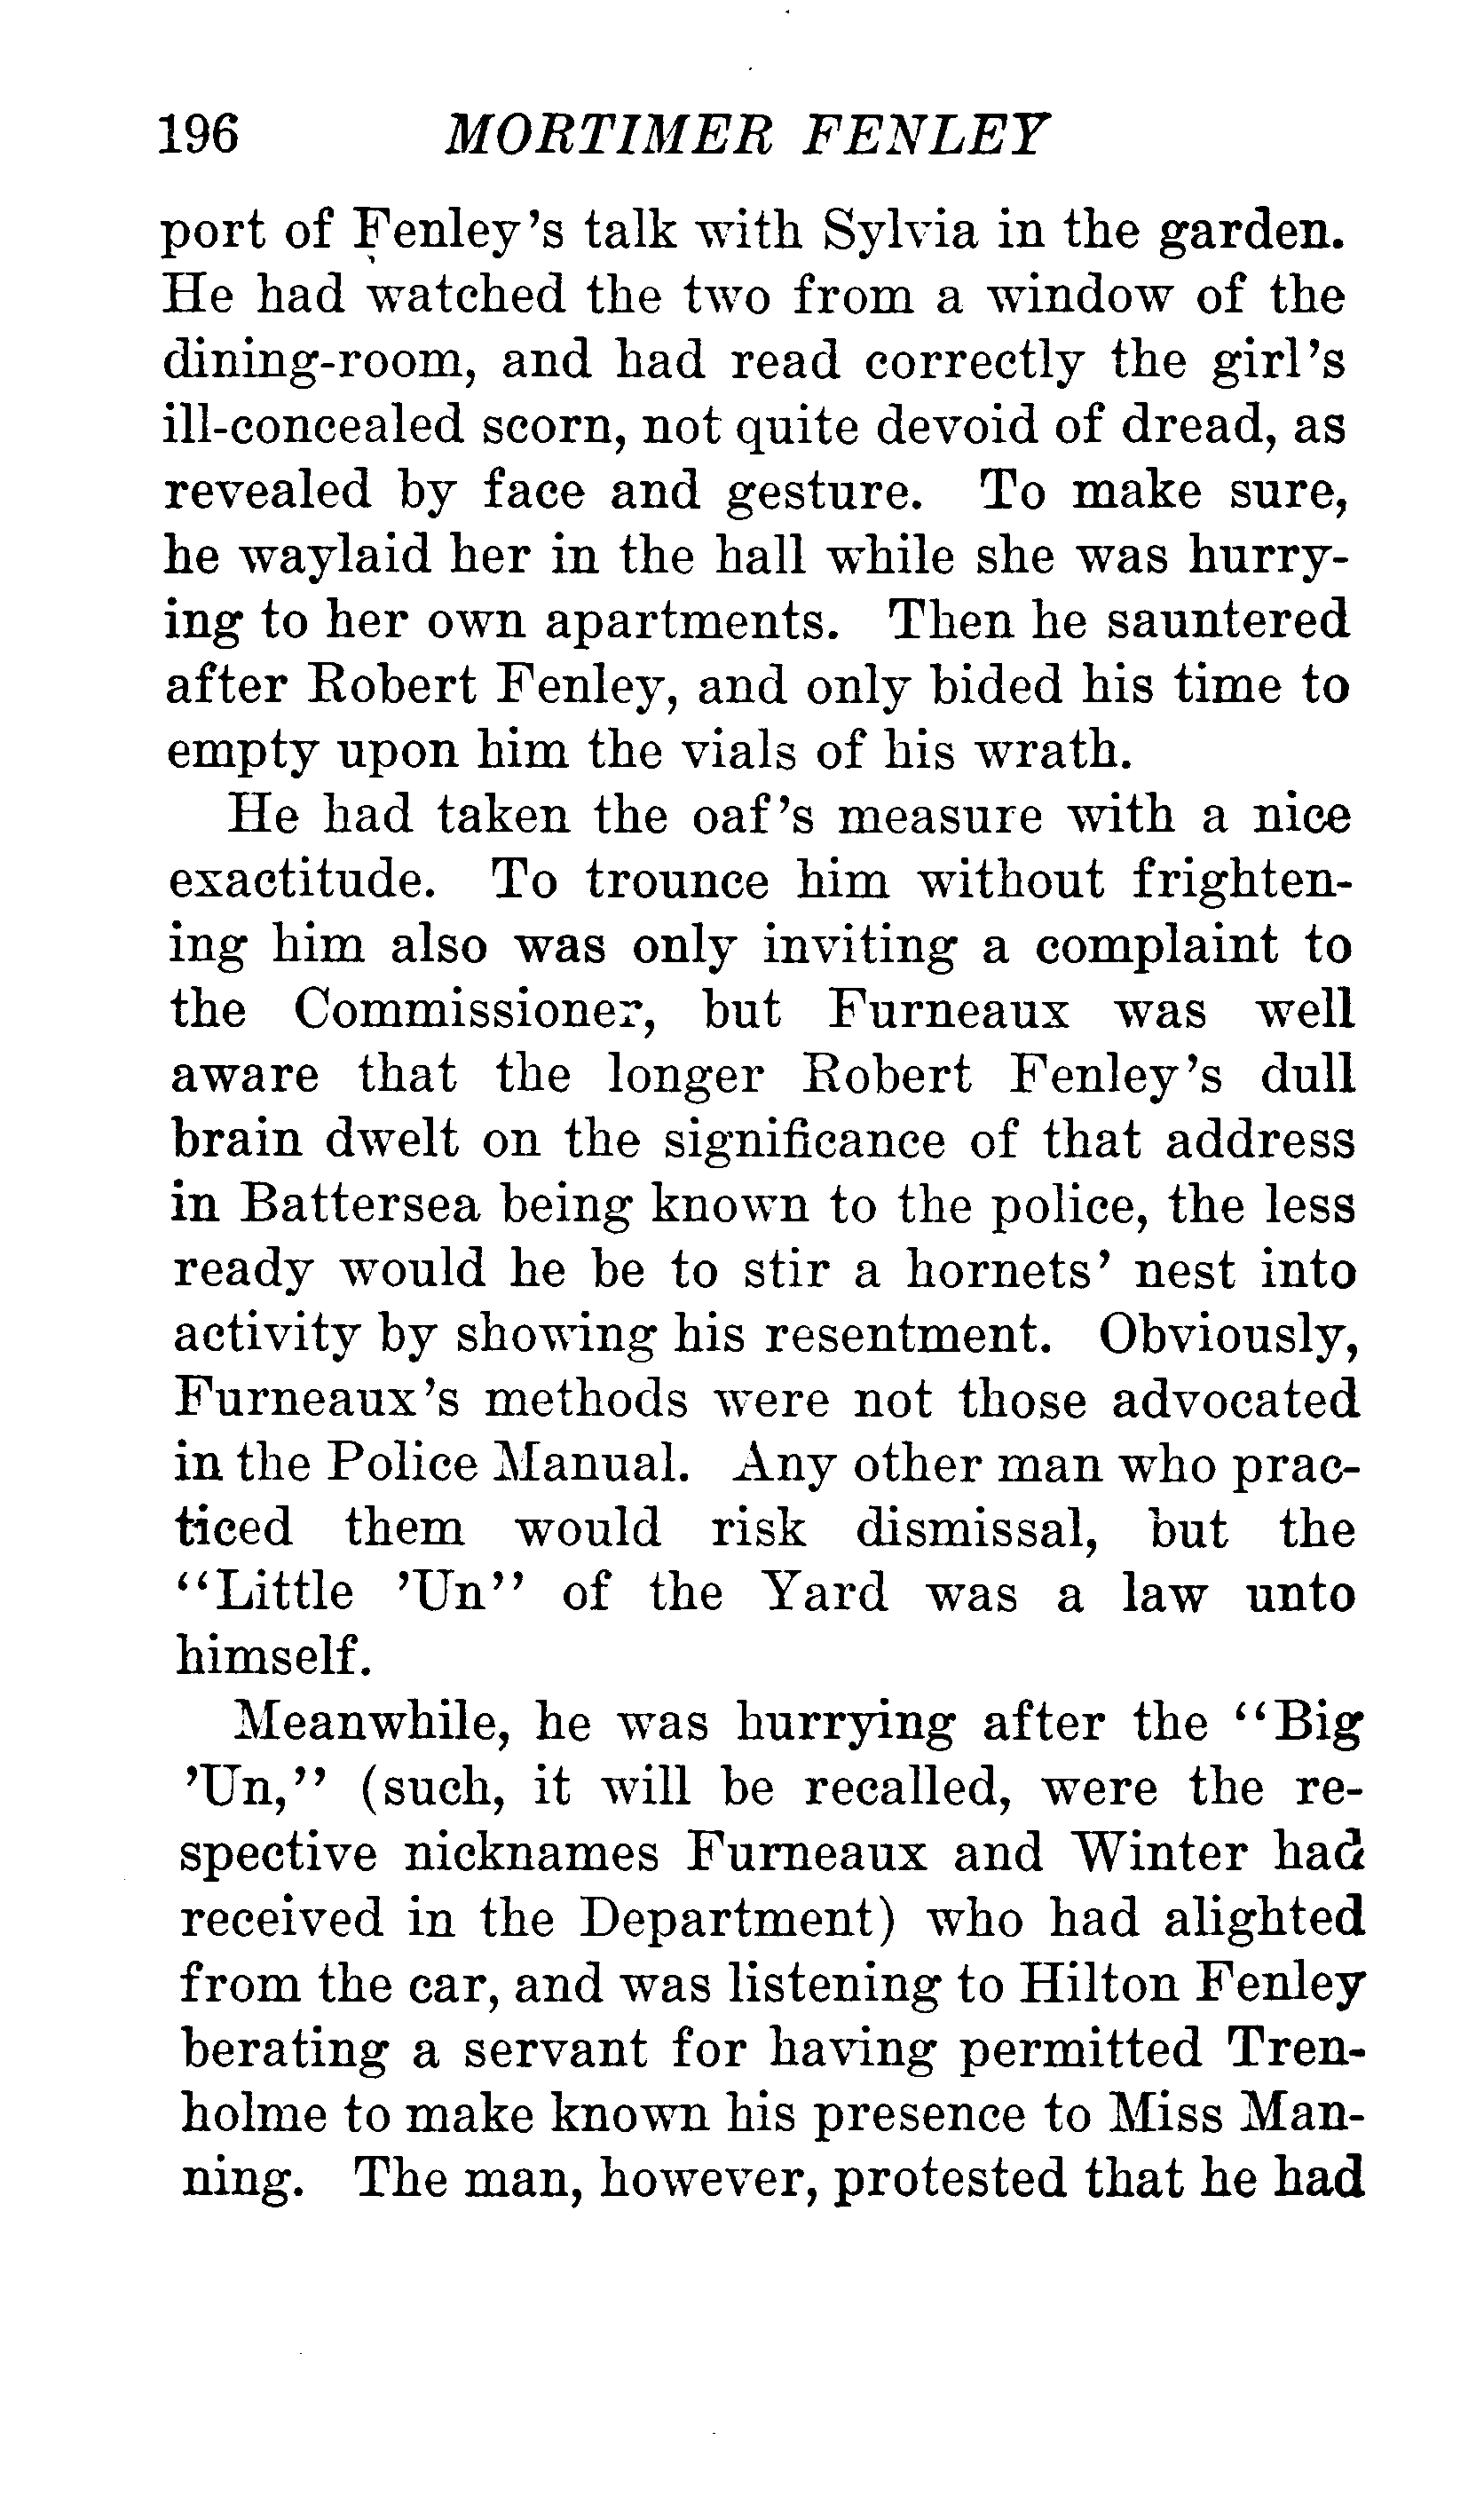 196 MORTIMER FENLEY
port of Fenley's talk with Sylvia in the garden.
He had watched the two from a window of the
dining-room, and had read correctly the girl's
ill-concealed scorn, not quite devoid of dread, as
revealed by face and gesture. To make sure,
he waylaid her in the hall while she was hurry-
ing to her own apartments. Then he sauntered
after Robert Fenley, and only bided his time to
empty upon him the vials of his wrath.
He had taken the oaf's measure with a nice
exactitude. To trounce him without frighten-
ing him also was only inviting a complaint to
the Commissioner, but Furneaux was well
aware that the longer Robert Fenley's dull
brain dwelt on the significance of that address
in Battersea being known to the police, the less
ready would he be to stir a hornets' nest into
activity by showing his resentment. Obviously,
Furneaux's methods were not those advocated
in the Police Manual. Any other man who prac-
ticed them would risk dismissal, but the
"Little 'Un" of the Yard was a law unto
himself.
Meanwhile, he was hurrying after the "Big
'Un," (such, it will be recalled, were the re-
spective nicknames Furneaux and Winter had
received in the Department) who had alighted
from the car, and was listening to Hilton Fenley
berating a servant for having permitted Tren-
holme to make known his presence to Miss Man-
ning. The man, however, protested that he had